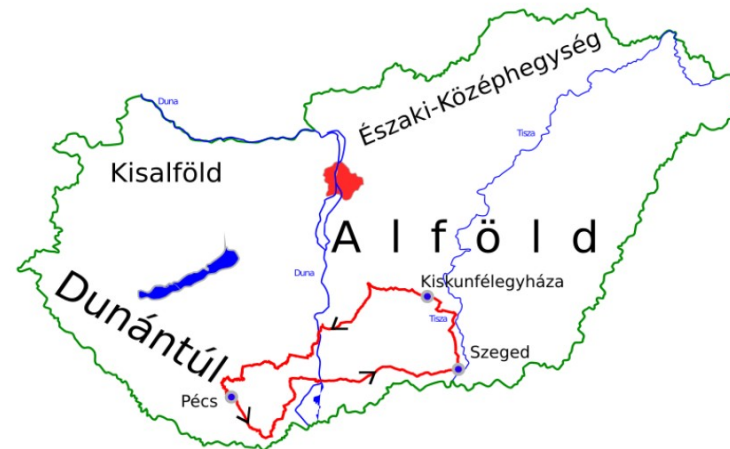 Duna
Északi-Középhegység
Tisza
Kisalföld
Alföld
Duna
Kiskunfélegyháza
Dunántúl
Tisza
Szeged
Pécs